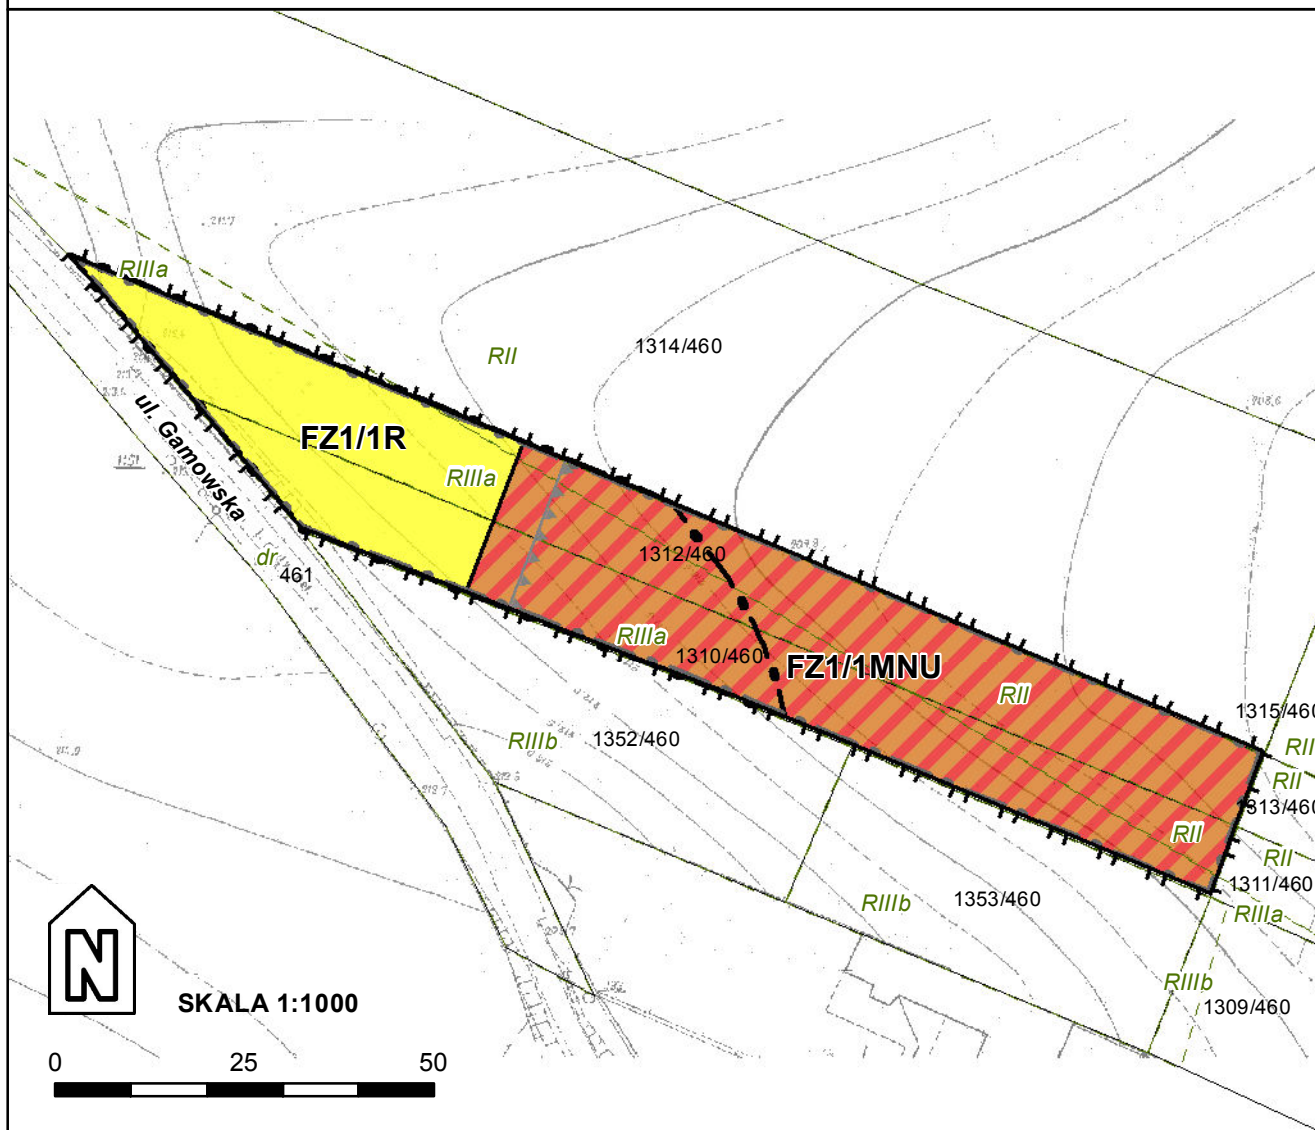 RIIIa
RII
1314/460
ul. Gamowska
FZ1/1R
RIIIa
1312/460
dr
461
RIIIa
1310/460
FZ1/1MNU
RII
1315/460
RII
RII
1313/460
RIIIb
1352/460
RII
RII
1311/460
RIIIb
1353/460
RIIIa
RIIIb
1309/460
N
SKALA 1:1000
0 25 50